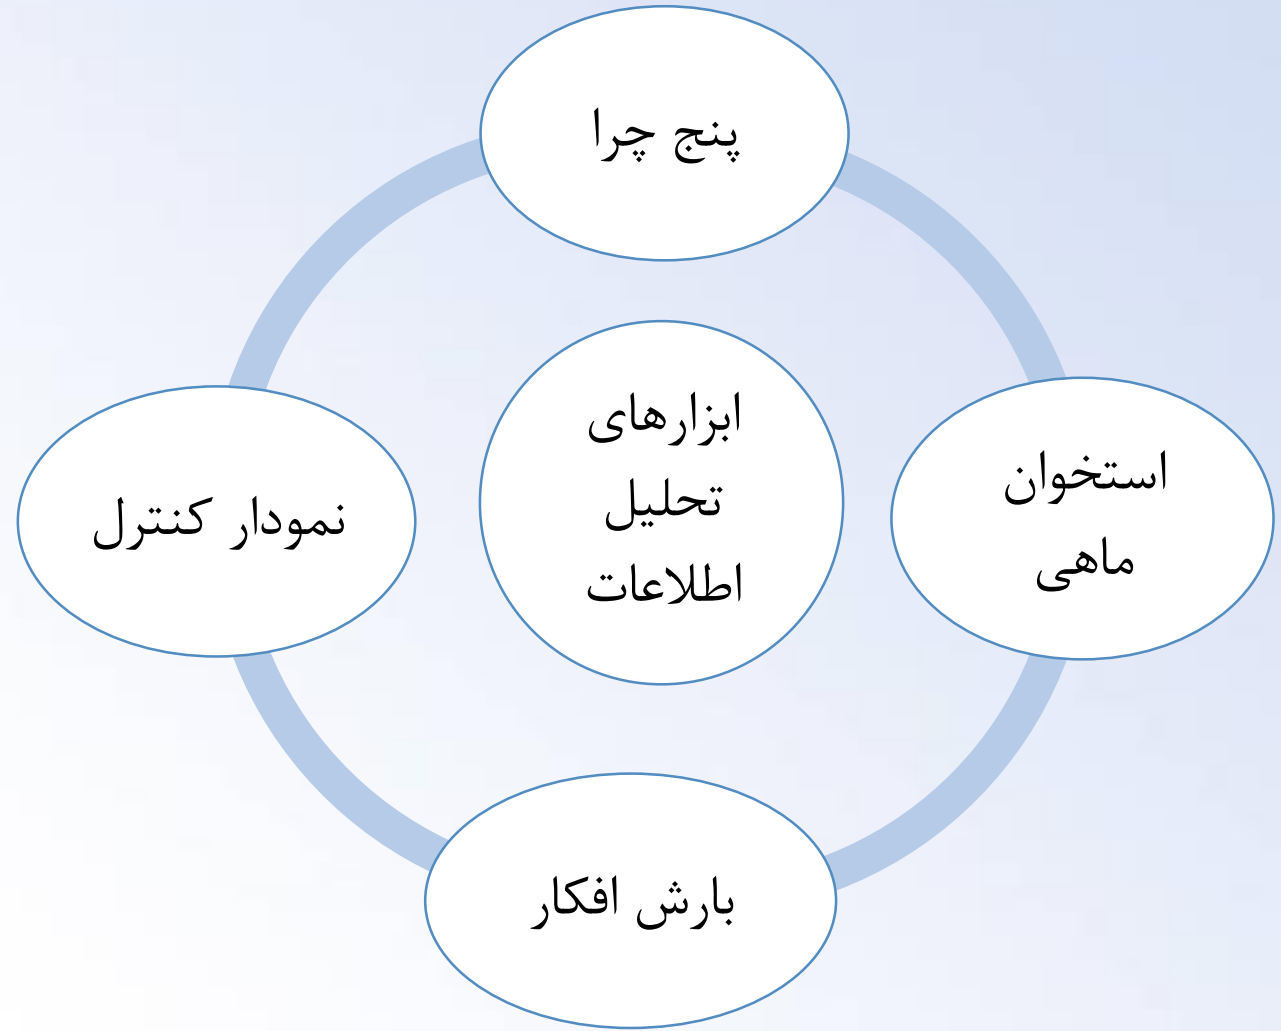 پنج چرا
ابزارهای
تحلیل
اطلاعات
استخوان
ماهی
نمودار کنترل
بارش افکار